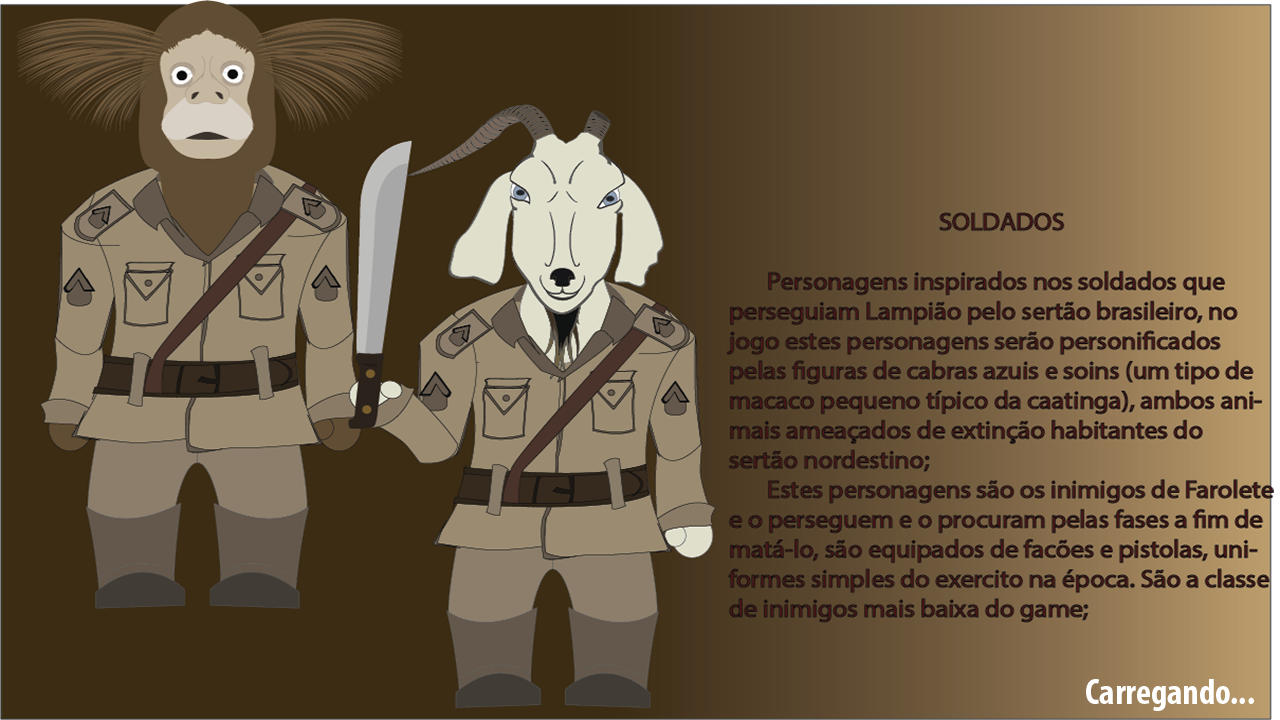 SOLDADOS
Personagens inspirados nos soldados que
perseguiam Lampião pelo sertão brasileiro, no
jogo estes personagens serão personificados
pelas figuras de cabras azuis e soins (um tipo de
macaco pequeno típico da caatinga), ambos ani-
mais ameaçados de extinção habitantes do
sertão nordestino;
Estes personagens são os inimigos de Farolete
e o perseguem e o procuram pelas fases a fim de
matá-lo, são equipados de facões e pistolas, uni-
formes simples do exercito na época. São a classe
de inimigos mais baixa do game;
Carregando...